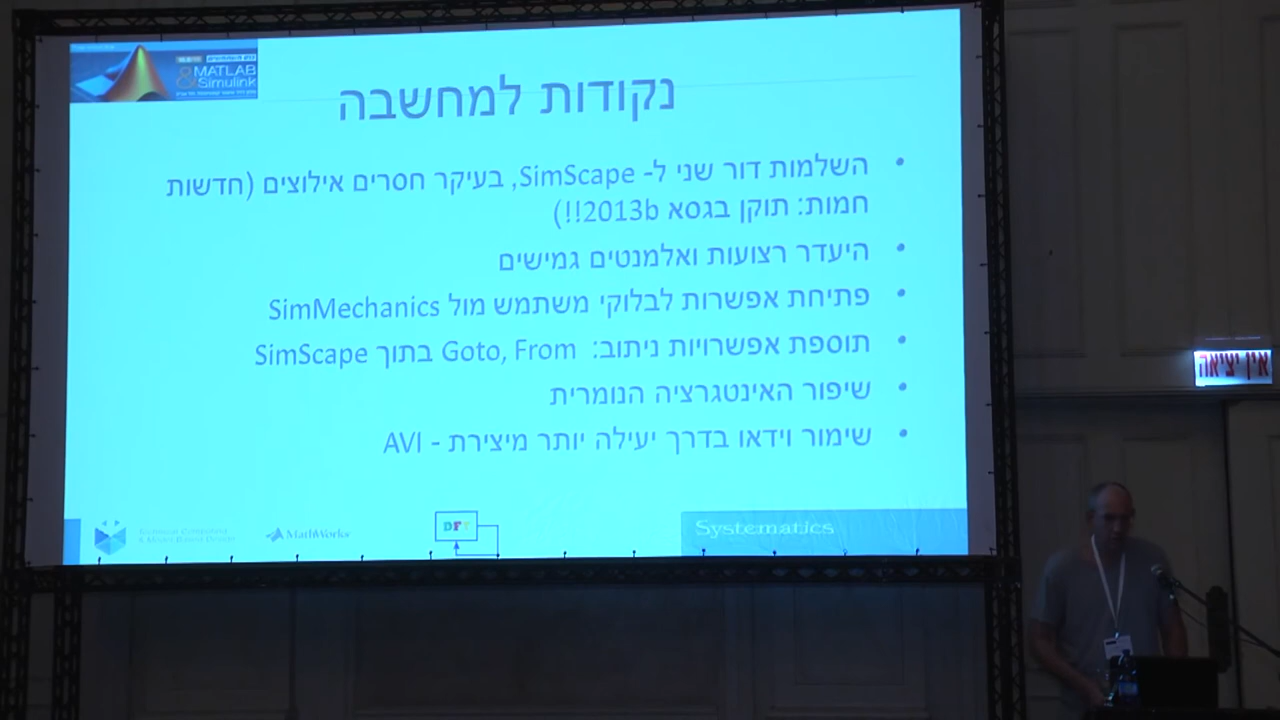 MATLAB
& Simulink
נקודות למחשבה
• השלמות דור שני ל- SimScape, בעיקר חסרים אילוצים (חדשות
חמות: תוקן בגסא 2013b!!)
• היעדר רצועות ואלמנטים גמישים
• פתיחת אפשרות לבלוקי משתמש מול SimMechanics
• תוספת אפשרויות ניתוב: Goto, From בתוך SimScape
• שיפור האינטגרציה הנומרית
• שימור וידאו בדרך יעילה יותר מיצירת - AVI
MathWorks
DFT
Systematics
אין יציאה